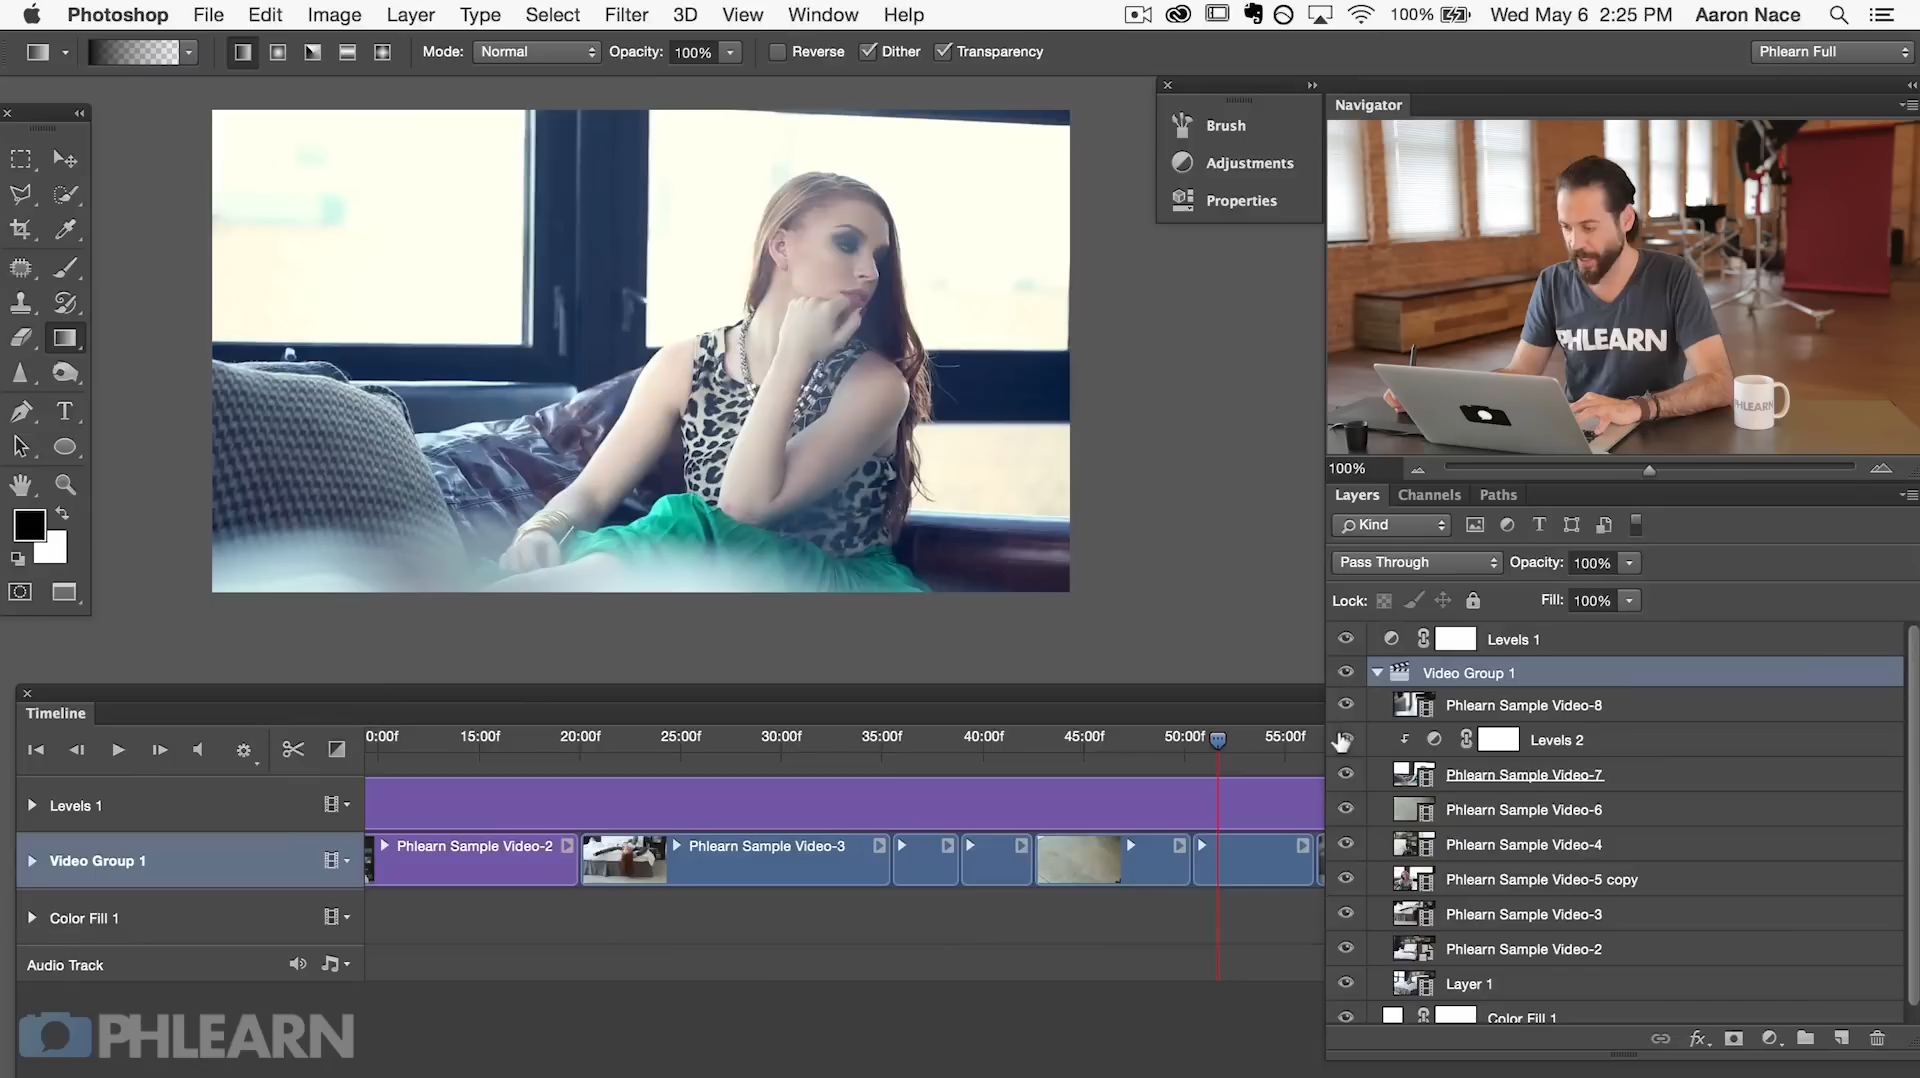 Photoshop File Edit Image Layer Type Select Filter 3D View Window Help 100% Wed May 6 2:25 PM Aaron Nace
Mode: Normal Opacity: 100% Reverse Dither Transparency Phlearn Full
Navigator
Brush
Adjustments
Properties
PHLEARN
PHLEARN
100%
Layers Channels Paths
Kind
Pass Through Opacity: 100%
Lock: Fill: 100%
Levels 1
Video Group 1
Phlearn Sample Video-8
Levels 2
Phlearn Sample Video-7
Phlearn Sample Video-6
Phlearn Sample Video-4
Phlearn Sample Video-5 copy
Phlearn Sample Video-3
Phlearn Sample Video-2
Layer 1
Color Fill 1
Timeline
0:00f 15:00f 20:00f 25:00f 30:00f 35:00f 40:00f 45:00f 50:00f 55:00f
Levels 1
Video Group 1 Phlearn Sample Video-2 Phlearn Sample Video-3
Color Fill 1
Audio Track
PHLEARN